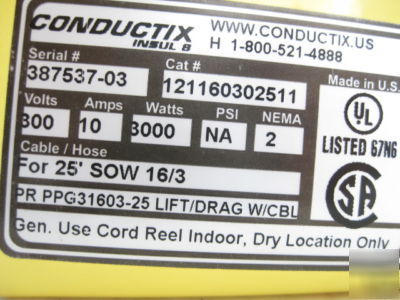 CONDUCTIX
INSUL 8
WWW.CONDUCTIX.US
H 1-800-521-4888
Serial #
Cat #
Made in U.S.
387537-03
121160302511
Volts
Amps
Watts
PSI
NEMA
300
10
3000
NA
2
UL
LISTED 67N6
Cable / Hose
For 25' SOW 16/3
PR PPG31603-25 LIFT/DRAG W/CBL
SA
Gen. Use Cord Reel Indoor, Dry Location Only